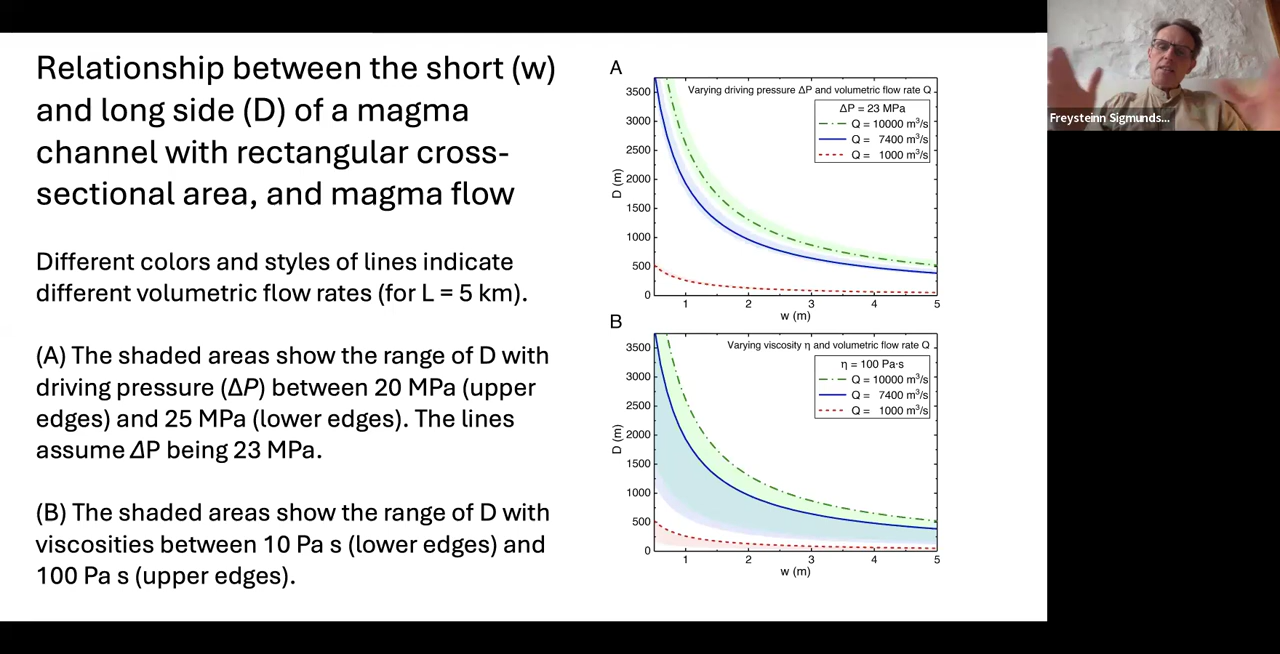 Relationship between the short (w)
and long side (D) of a magma
channel with rectangular cross-
sectional area, and magma flow
Different colors and styles of lines indicate
different volumetric flow rates (for L = 5 km).
(A) The shaded areas show the range of D with
driving pressure (ΔP) between 20 MPa (upper
edges) and 25 MPa (lower edges). The lines
assume ΔP being 23 MPa.
(B) The shaded areas show the range of D with
viscosities between 10 Pa s (lower edges) and
100 Pa s (upper edges).
A
Varying driving pressure ΔP and volumetric flow rate Q
ΔP = 23 MPa
Q = 10000 m³/s
Q = 7400 m³/s
Q = 1000 m³/s
D (m)
3500
3000
2500
2000
1500
1000
500
0
1 2 3 4 5
w (m)
B
Varying viscosity η and volumetric flow rate Q
η = 100 Pa·s
Q = 10000 m³/s
Q = 7400 m³/s
Q = 1000 m³/s
D (m)
3500
3000
2500
2000
1500
1000
500
0
1 2 3 4 5
w (m)
Freysteinn Sigmunds...